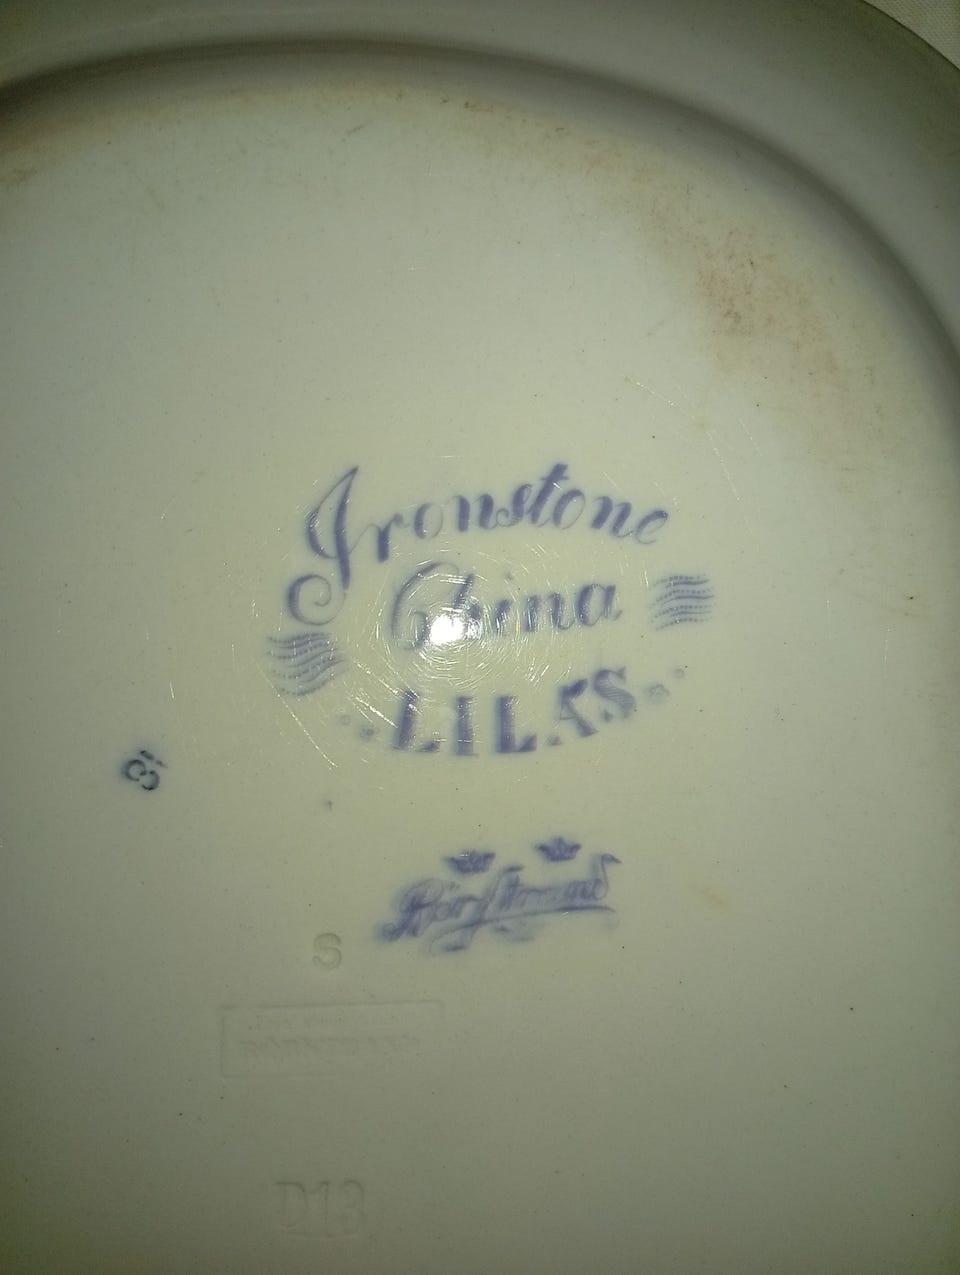 Ironstone
China
LILAS
Rörstrand
S
D13